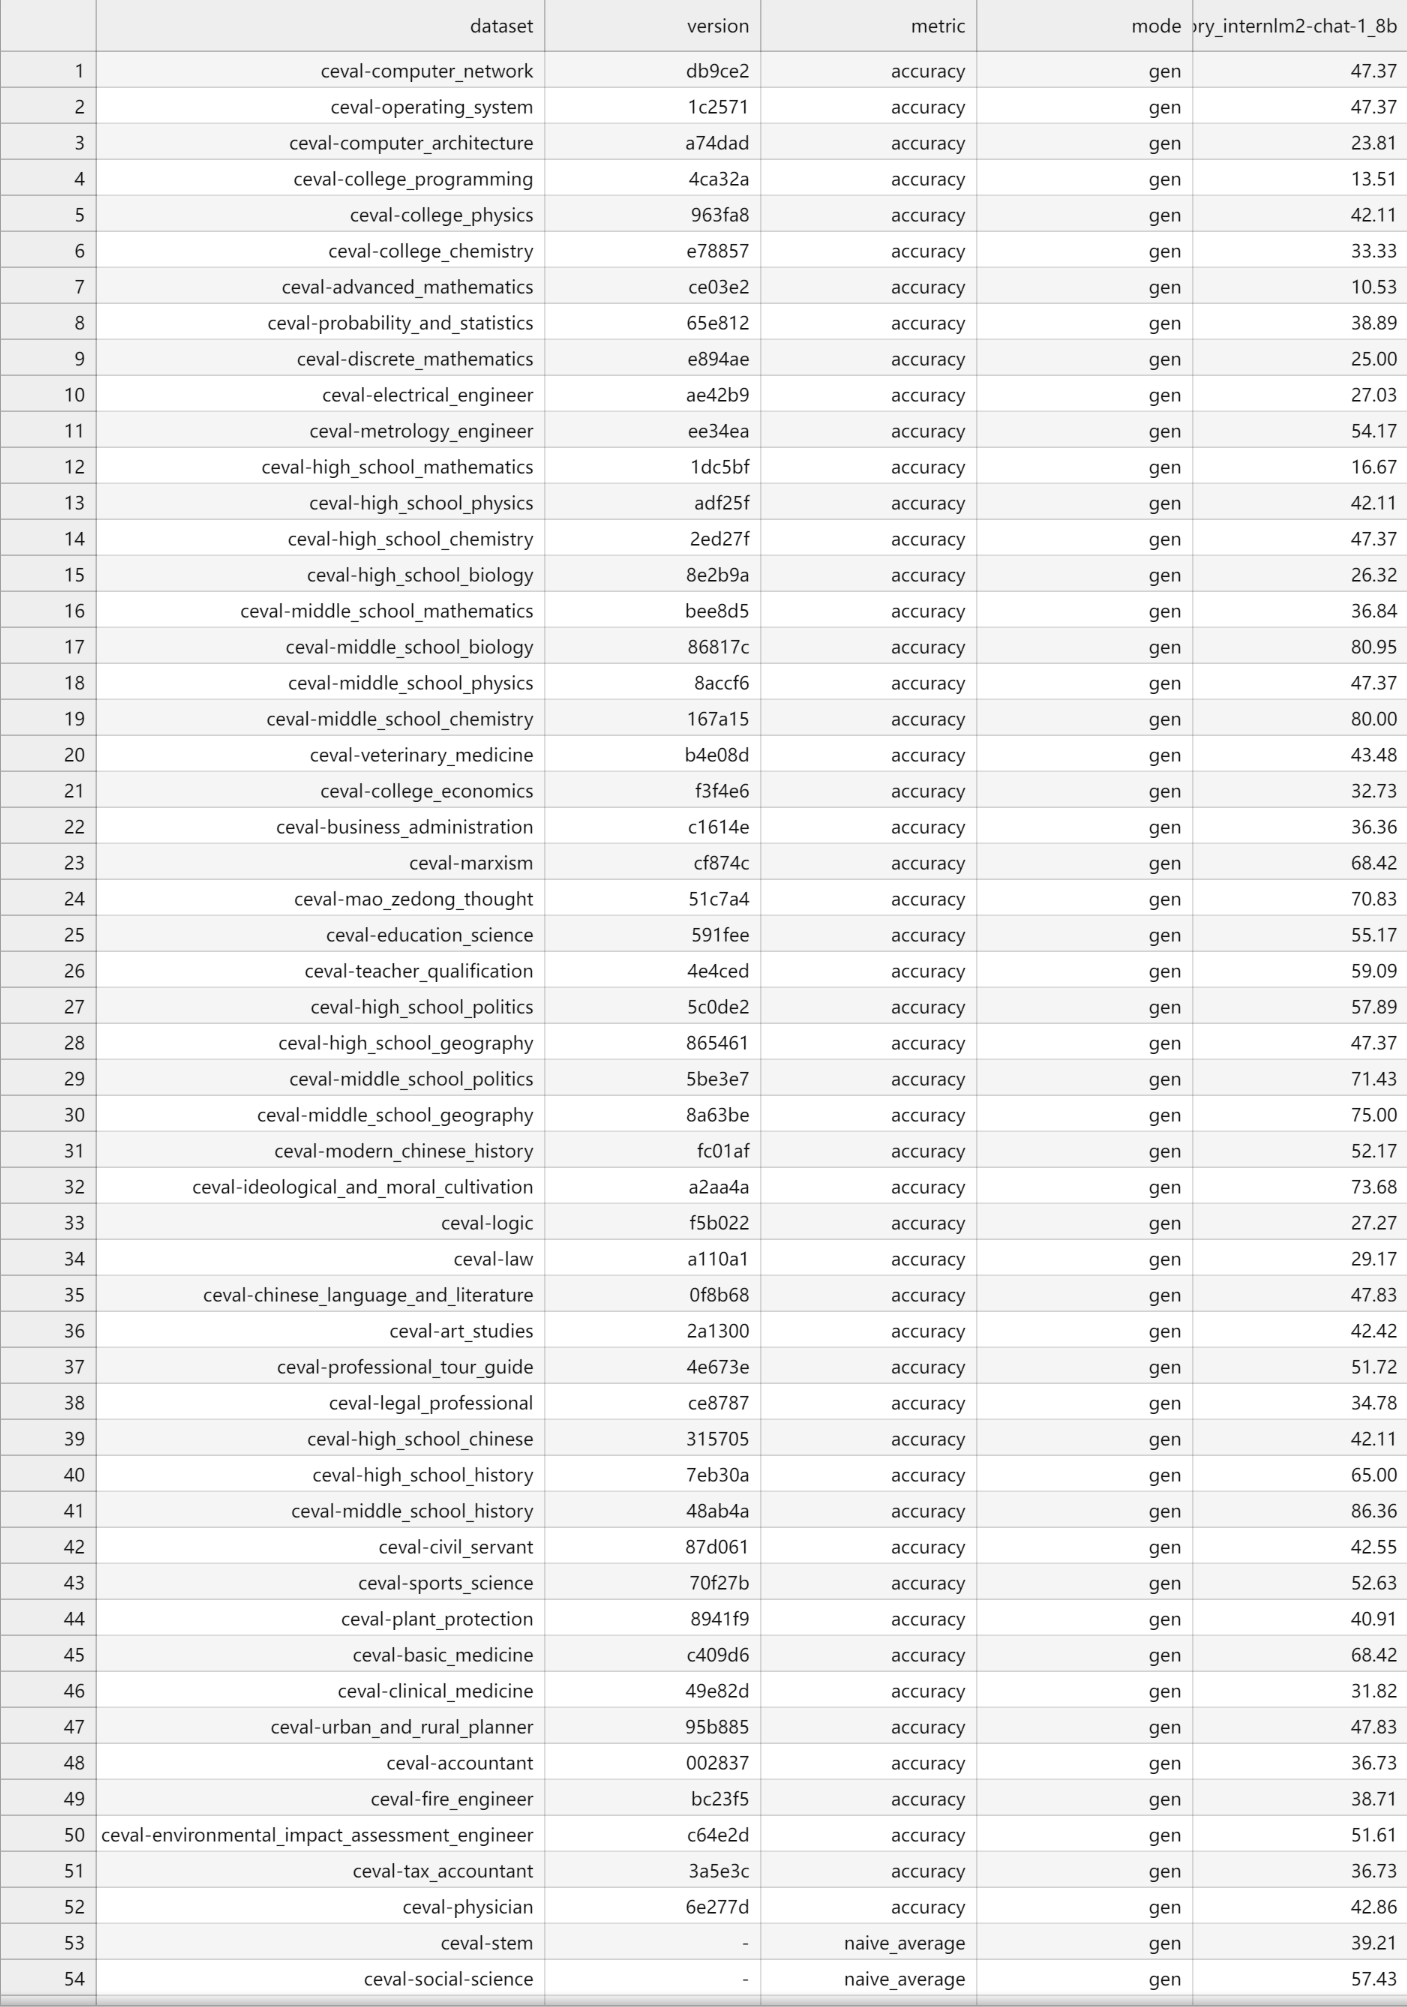 dataset version metric mode ory_internlm2-chat-1_8b
1 ceval-computer_network db9ce2 accuracy gen 47.37
2 ceval-operating_system 1c2571 accuracy gen 47.37
3 ceval-computer_architecture a74dad accuracy gen 23.81
4 ceval-college_programming 4ca32a accuracy gen 13.51
5 ceval-college_physics 963fa8 accuracy gen 42.11
6 ceval-college_chemistry e78857 accuracy gen 33.33
7 ceval-advanced_mathematics ce03e2 accuracy gen 10.53
8 ceval-probability_and_statistics 65e812 accuracy gen 38.89
9 ceval-discrete_mathematics e894ae accuracy gen 25.00
10 ceval-electrical_engineer ae42b9 accuracy gen 27.03
11 ceval-metrology_engineer ee34ea accuracy gen 54.17
12 ceval-high_school_mathematics 1dc5bf accuracy gen 16.67
13 ceval-high_school_physics adf25f accuracy gen 42.11
14 ceval-high_school_chemistry 2ed27f accuracy gen 47.37
15 ceval-high_school_biology 8e2b9a accuracy gen 26.32
16 ceval-middle_school_mathematics bee8d5 accuracy gen 36.84
17 ceval-middle_school_biology 86817c accuracy gen 80.95
18 ceval-middle_school_physics 8accf6 accuracy gen 47.37
19 ceval-middle_school_chemistry 167a15 accuracy gen 80.00
20 ceval-veterinary_medicine b4e08d accuracy gen 43.48
21 ceval-college_economics f3f4e6 accuracy gen 32.73
22 ceval-business_administration c1614e accuracy gen 36.36
23 ceval-marxism cf874c accuracy gen 68.42
24 ceval-mao_zedong_thought 51c7a4 accuracy gen 70.83
25 ceval-education_science 591fee accuracy gen 55.17
26 ceval-teacher_qualification 4e4ced accuracy gen 59.09
27 ceval-high_school_politics 5c0de2 accuracy gen 57.89
28 ceval-high_school_geography 865461 accuracy gen 47.37
29 ceval-middle_school_politics 5be3e7 accuracy gen 71.43
30 ceval-middle_school_geography 8a63be accuracy gen 75.00
31 ceval-modern_chinese_history fc01af accuracy gen 52.17
32 ceval-ideological_and_moral_cultivation a2aa4a accuracy gen 73.68
33 ceval-logic f5b022 accuracy gen 27.27
34 ceval-law a110a1 accuracy gen 29.17
35 ceval-chinese_language_and_literature 0f8b68 accuracy gen 47.83
36 ceval-art_studies 2a1300 accuracy gen 42.42
37 ceval-professional_tour_guide 4e673e accuracy gen 51.72
38 ceval-legal_professional ce8787 accuracy gen 34.78
39 ceval-high_school_chinese 315705 accuracy gen 42.11
40 ceval-high_school_history 7eb30a accuracy gen 65.00
41 ceval-middle_school_history 48ab4a accuracy gen 86.36
42 ceval-civil_servant 87d061 accuracy gen 42.55
43 ceval-sports_science 70f27b accuracy gen 52.63
44 ceval-plant_protection 8941f9 accuracy gen 40.91
45 ceval-basic_medicine c409d6 accuracy gen 68.42
46 ceval-clinical_medicine 49e82d accuracy gen 31.82
47 ceval-urban_and_rural_planner 95b885 accuracy gen 47.83
48 ceval-accountant 002837 accuracy gen 36.73
49 ceval-fire_engineer bc23f5 accuracy gen 38.71
50 ceval-environmental_impact_assessment_engineer c64e2d accuracy gen 51.61
51 ceval-tax_accountant 3a5e3c accuracy gen 36.73
52 ceval-physician 6e277d accuracy gen 42.86
53 ceval-stem - naive_average gen 39.21
54 ceval-social-science - naive_average gen 57.43